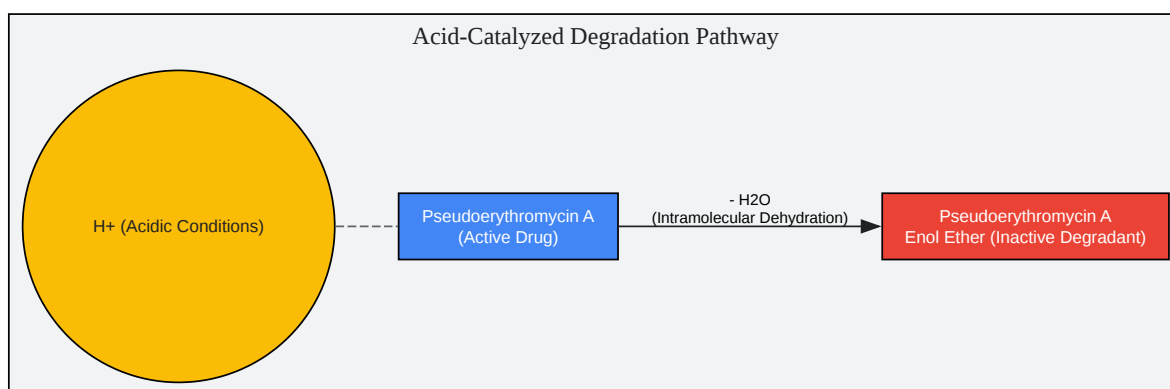 Acid-Catalyzed Degradation Pathway
H+ (Acidic Conditions)
Pseudoerythromycin A
(Active Drug)
- H2O
(Intramolecular Dehydration)
Pseudoerythromycin A
Enol Ether (Inactive Degradant)